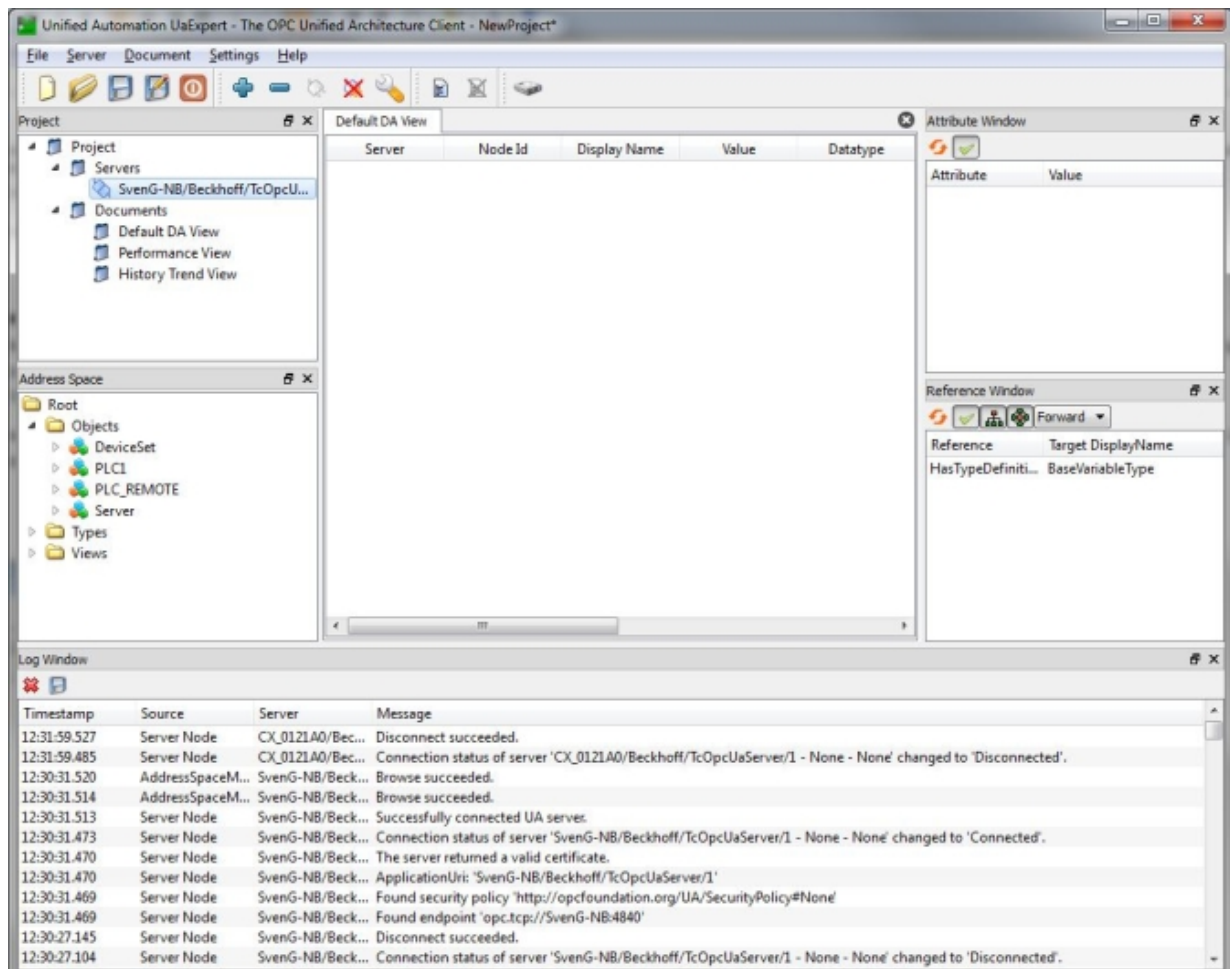 Unified Automation UaExpert - The OPC Unified Architecture Client - NewProject*
File Server Document Settings Help
Project
Project
Servers
SvenG-NB/Beckhoff/TcOpcU...
Documents
Default DA View
Performance View
History Trend View
Address Space
Root
Objects
DeviceSet
PLC1
PLC_REMOTE
Server
Types
Views
Default DA View
Server Node Id Display Name Value Datatype
Attribute Window
Attribute Value
Reference Window
Forward
Reference Target DisplayName
HasTypeDefiniti... BaseVariableType
Log Window
Timestamp Source Server Message
12:31:59.527 Server Node CX_0121A0/Bec... Disconnect succeeded.
12:31:59.485 Server Node CX_0121A0/Bec... Connection status of server 'CX_0121A0/Beckhoff/TcOpcUaServer/1 - None - None' changed to 'Disconnected'.
12:30:31.520 AddressSpaceM... SvenG-NB/Beck... Browse succeeded.
12:30:31.514 AddressSpaceM... SvenG-NB/Beck... Browse succeeded.
12:30:31.513 Server Node SvenG-NB/Beck... Successfully connected UA server.
12:30:31.473 Server Node SvenG-NB/Beck... Connection status of server 'SvenG-NB/Beckhoff/TcOpcUaServer/1 - None - None' changed to 'Connected'.
12:30:31.470 Server Node SvenG-NB/Beck... The server returned a valid certificate.
12:30:31.470 Server Node SvenG-NB/Beck... ApplicationUri: 'SvenG-NB/Beckhoff/TcOpcUaServer/1'
12:30:31.469 Server Node SvenG-NB/Beck... Found security policy 'http://opcfoundation.org/UA/SecurityPolicy#None'
12:30:31.469 Server Node SvenG-NB/Beck... Found endpoint 'opc.tcp://SvenG-NB:4840'
12:30:27.145 Server Node SvenG-NB/Beck... Disconnect succeeded.
12:30:27.104 Server Node SvenG-NB/Beck... Connection status of server 'SvenG-NB/Beckhoff/TcOpcUaServer/1 - None - None' changed to 'Disconnected'.